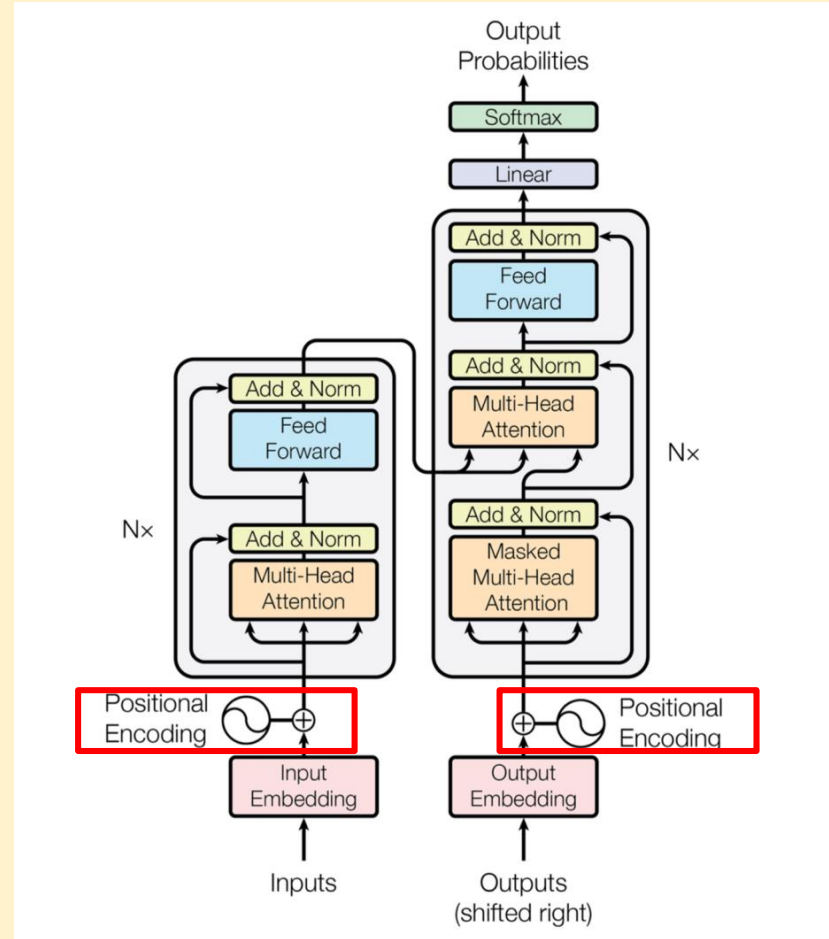 Output
Probabilities
Softmax
Linear
Add & Norm
Feed
Forward
Add & Norm
Multi-Head
Attention
Nx
Add & Norm
Masked
Multi-Head
Attention
Add & Norm
Feed
Forward
Nx
Add & Norm
Multi-Head
Attention
Positional
Encoding
Positional
Encoding
Input
Embedding
Output
Embedding
Inputs
Outputs
(shifted right)